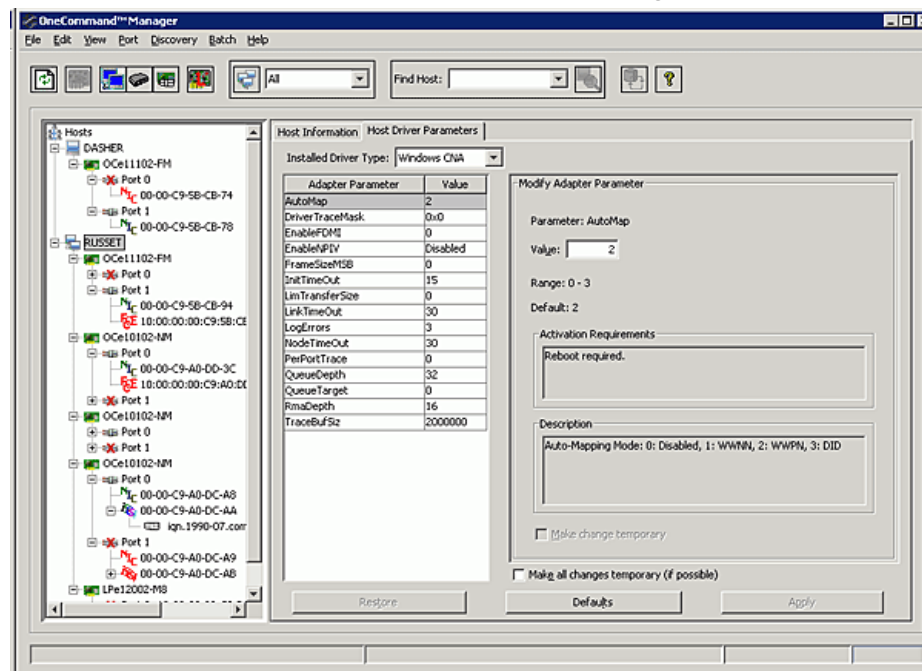 OneCommand™ Manager
File Edit View Port Discovery Batch Help
All
Find Host:
Hosts
DASHER
OCe11102-FM
Port 0
NIC 00-00-C9-5B-CB-74
Port 1
NIC 00-00-C9-5B-CB-78
RUSSET
OCe11102-FM
Port 0
Port 1
NIC 00-00-C9-5B-CB-94
FCoE 10:00:00:00:C9:5B:CE
OCe10102-NM
Port 0
NIC 00-00-C9-A0-DD-3C
FCoE 10:00:00:00:C9:A0:DD
Port 1
OCe10102-NM
Port 0
Port 1
OCe10102-NM
Port 0
NIC 00-00-C9-A0-DC-A8
00-00-C9-A0-DC-AA
iqn.1990-07.com
Port 1
NIC 00-00-C9-A0-DC-A9
00-00-C9-A0-DC-AB
LPe12002-M8
Host Information Host Driver Parameters
Installed Driver Type: Windows CNA
Adapter Parameter Value
AutoMap 2
DriverTraceMask 0x0
EnableFDMI 0
EnableNPIV Disabled
FrameSizeMSB 0
InitTimeOut 15
LimTransferSize 0
LinkTimeOut 30
LogErrors 3
NodeTimeOut 30
PerPortTrace 0
QueueDepth 32
QueueTarget 0
RmaDepth 16
TraceBufSiz 2000000
Modify Adapter Parameter
Parameter: AutoMap
Value: 2
Range: 0 - 3
Default: 2
Activation Requirements
Reboot required.
Description
Auto-Mapping Mode: 0: Disabled, 1: WWNN, 2: WWPN, 3: DID
Make change temporary
Make all changes temporary (if possible)
Restore Defaults Apply